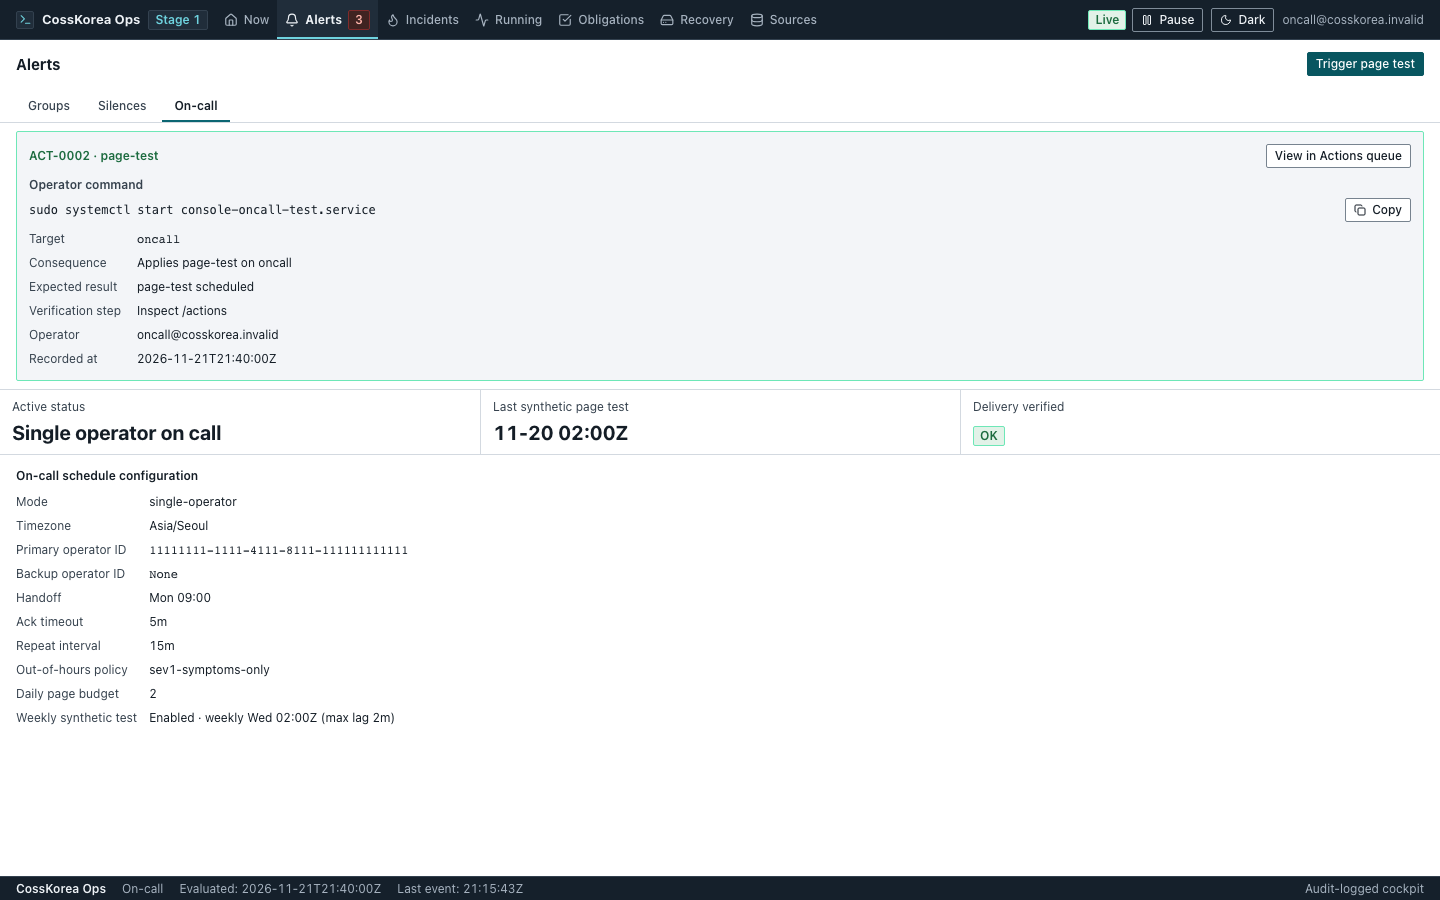 CossKorea Ops Stage 1 Now Alerts 3 Incidents Running Obligations Recovery Sources Live Pause Dark oncall@cosskorea.invalid
Alerts Trigger page test
Groups Silences On-call
ACT-0002 · page-test View in Actions queue
Operator command
sudo systemctl start console-oncall-test.service Copy
Target oncall
Consequence Applies page-test on oncall
Expected result page-test scheduled
Verification step Inspect /actions
Operator oncall@cosskorea.invalid
Recorded at 2026-11-21T21:40:00Z
Active status Last synthetic page test Delivery verified
Single operator on call 11-20 02:00Z OK
On-call schedule configuration
Mode single-operator
Timezone Asia/Seoul
Primary operator ID 11111111-1111-4111-8111-111111111111
Backup operator ID None
Handoff Mon 09:00
Ack timeout 5m
Repeat interval 15m
Out-of-hours policy sev1-symptoms-only
Daily page budget 2
Weekly synthetic test Enabled · weekly Wed 02:00Z (max lag 2m)
CossKorea Ops On-call Evaluated: 2026-11-21T21:40:00Z Last event: 21:15:43Z Audit-logged cockpit